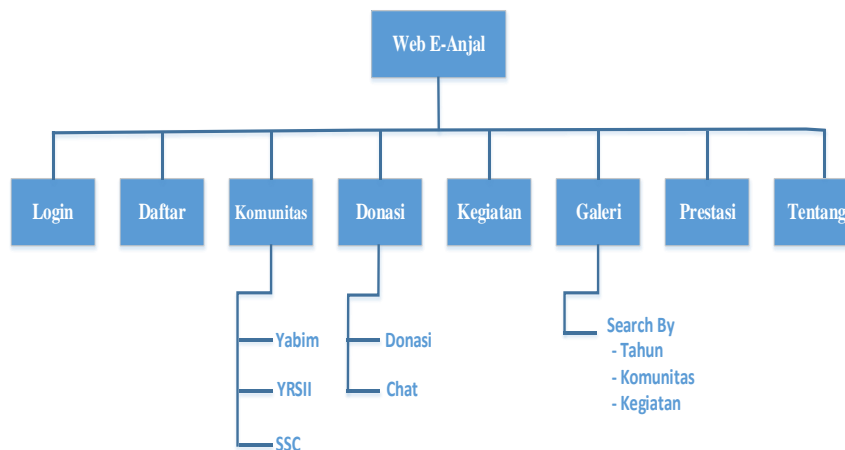 Web E-Anjal
Login
Daftar
Komunitas
Donasi
Kegiatan
Galeri
Prestasi
Tentang
Yabim
YRSII
SSC
Donasi
Chat
Search By
- Tahun
- Komunitas
- Kegiatan